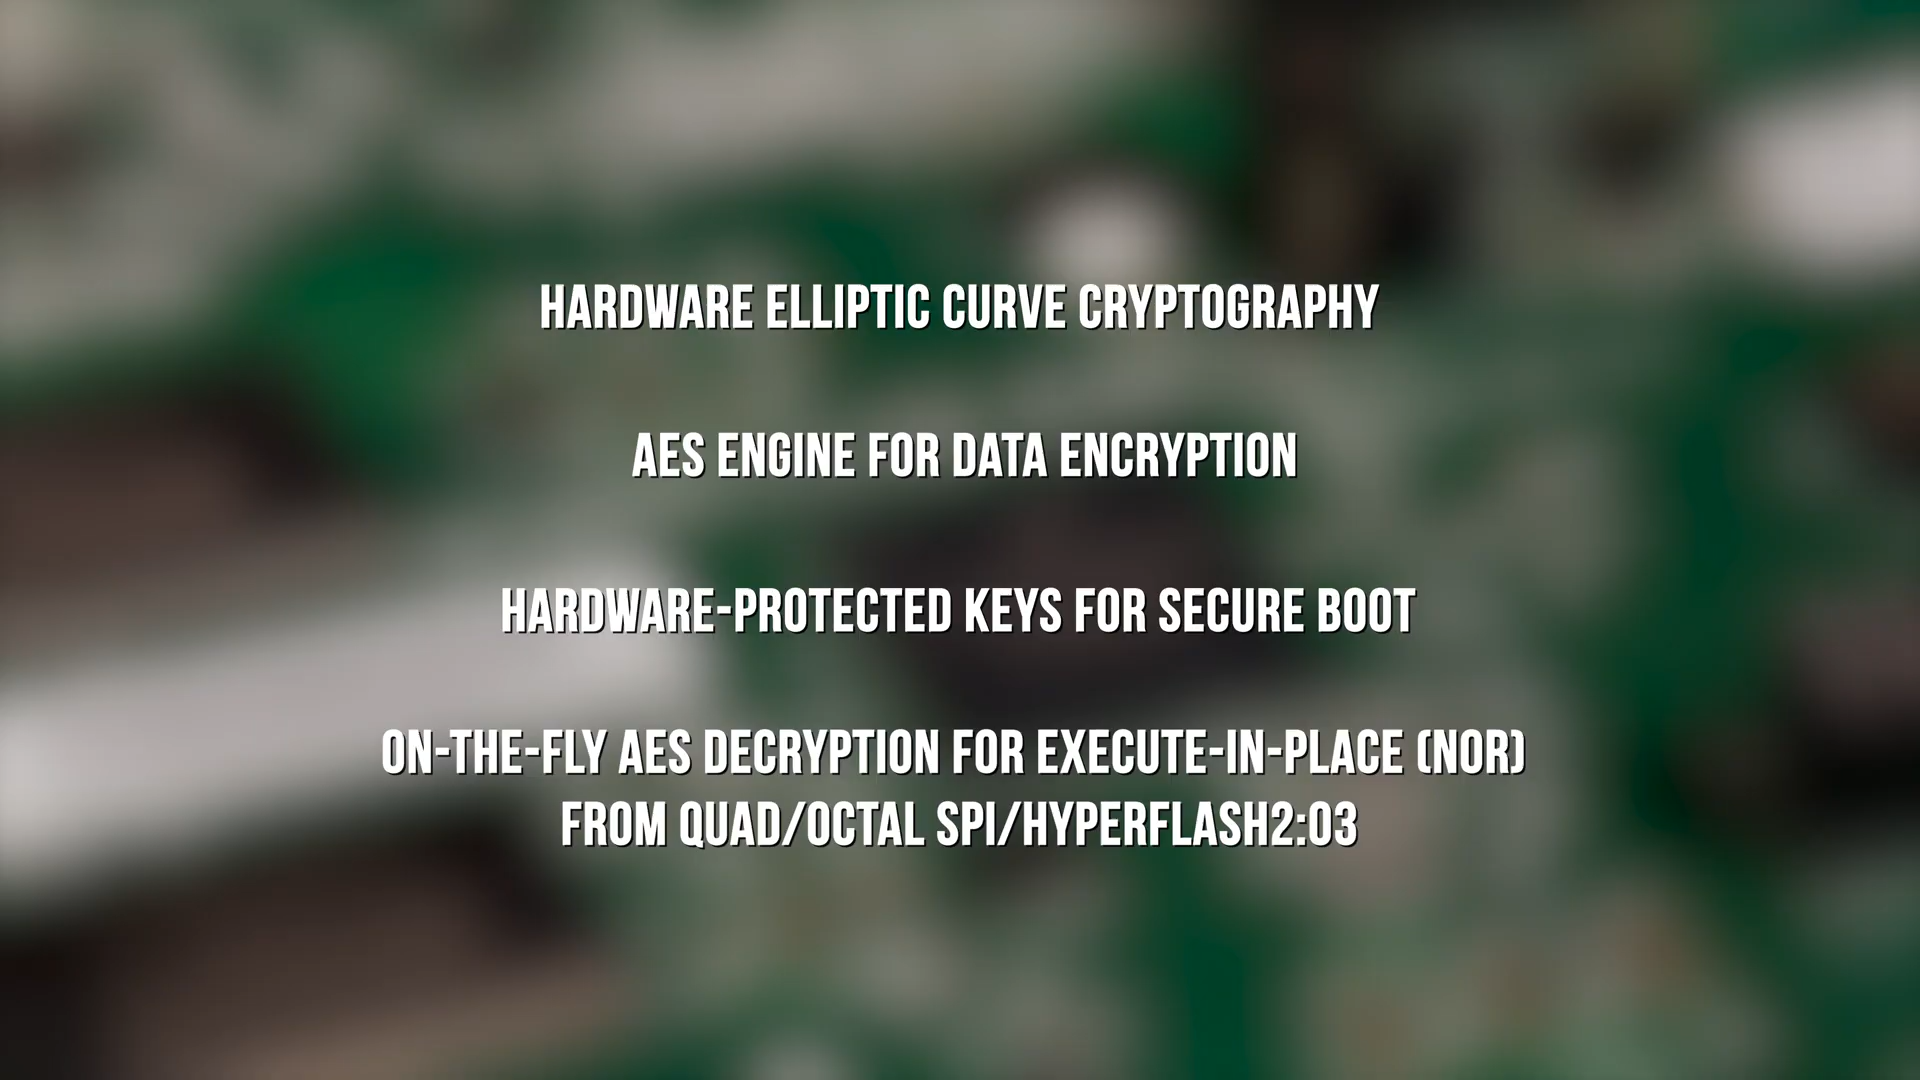 HARDWARE ELLIPTIC CURVE CRYPTOGRAPHY
AES ENGINE FOR DATA ENCRYPTION
HARDWARE-PROTECTED KEYS FOR SECURE BOOT
ON-THE-FLY AES DECRYPTION FOR EXECUTE-IN-PLACE (NOR)
FROM QUAD/OCTAL SPI/HYPERFLASH2:03